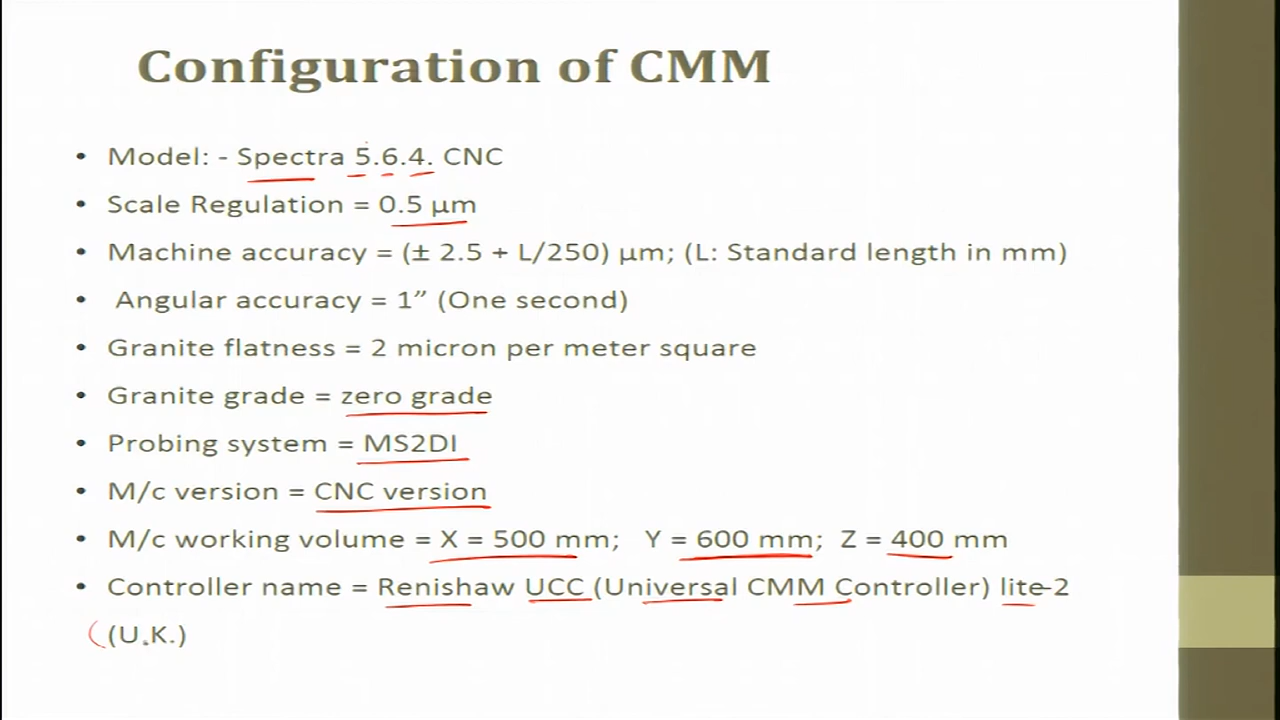 Configuration of CMM
• Model: - Spectra 5.6.4. CNC
• Scale Regulation = 0.5 µm
• Machine accuracy = (± 2.5 + L/250) µm; (L: Standard length in mm)
• Angular accuracy = 1” (One second)
• Granite flatness = 2 micron per meter square
• Granite grade = zero grade
• Probing system = MS2DI
• M/c version = CNC version
• M/c working volume = X = 500 mm; Y = 600 mm; Z = 400 mm
• Controller name = Renishaw UCC (Universal CMM Controller) lite-2
(U.K.)